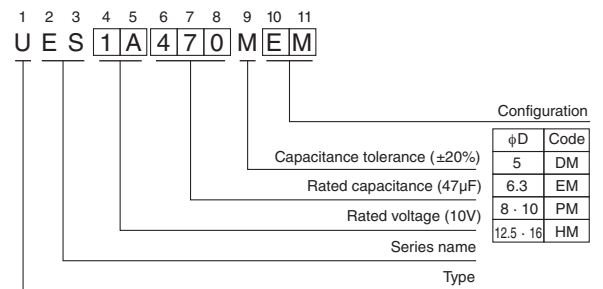 1 2 3 4 5 6 7 8 9 10 11
U E S 1 A 4 7 0 M E M
Configuration
φD Code
5 DM
6.3 EM
8 · 10 PM
12.5 · 16 HM
Capacitance tolerance (±20%)
Rated capacitance (47µF)
Rated voltage (10V)
Series name
Type